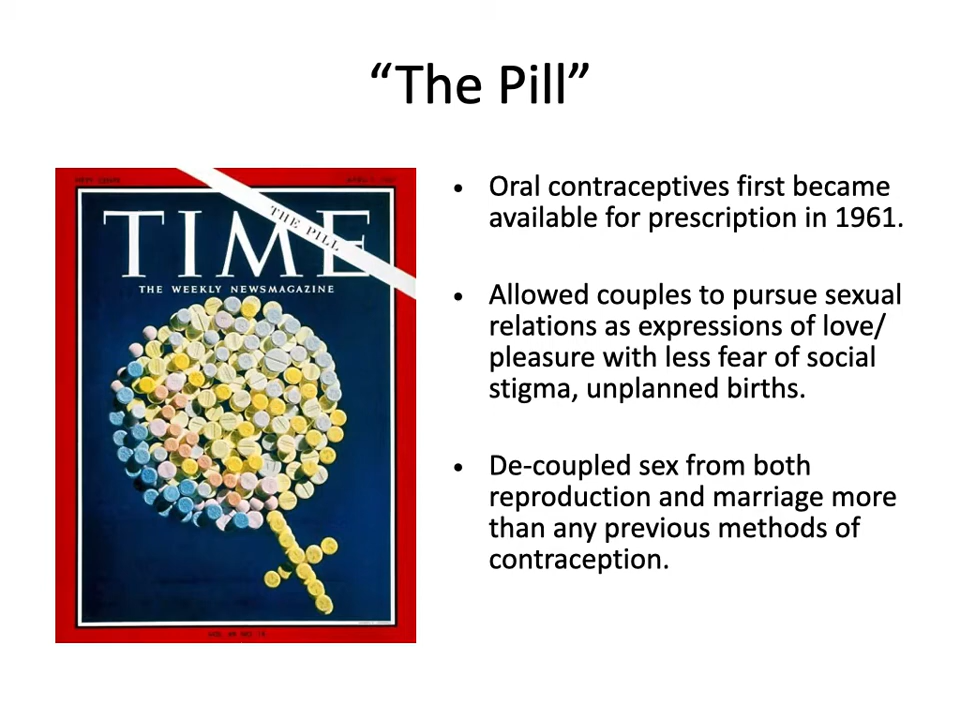 “The Pill”
THE PILL
TIME
THE WEEKLY NEWSMAGAZINE
• Oral contraceptives first became
available for prescription in 1961.
• Allowed couples to pursue sexual
relations as expressions of love/
pleasure with less fear of social
stigma, unplanned births.
• De-coupled sex from both
reproduction and marriage more
than any previous methods of
contraception.